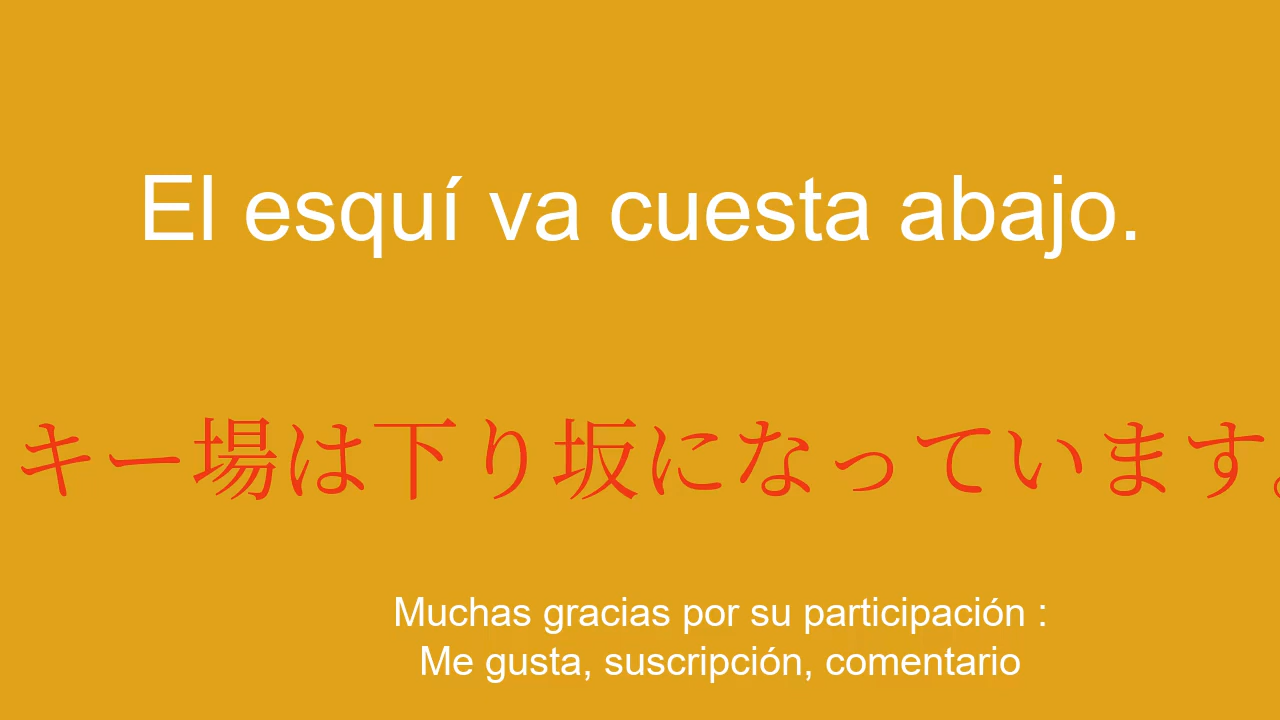 El esquí va cuesta abajo.
キー場は下り坂になっています。
Muchas gracias por su participación :
Me gusta, suscripción, comentario